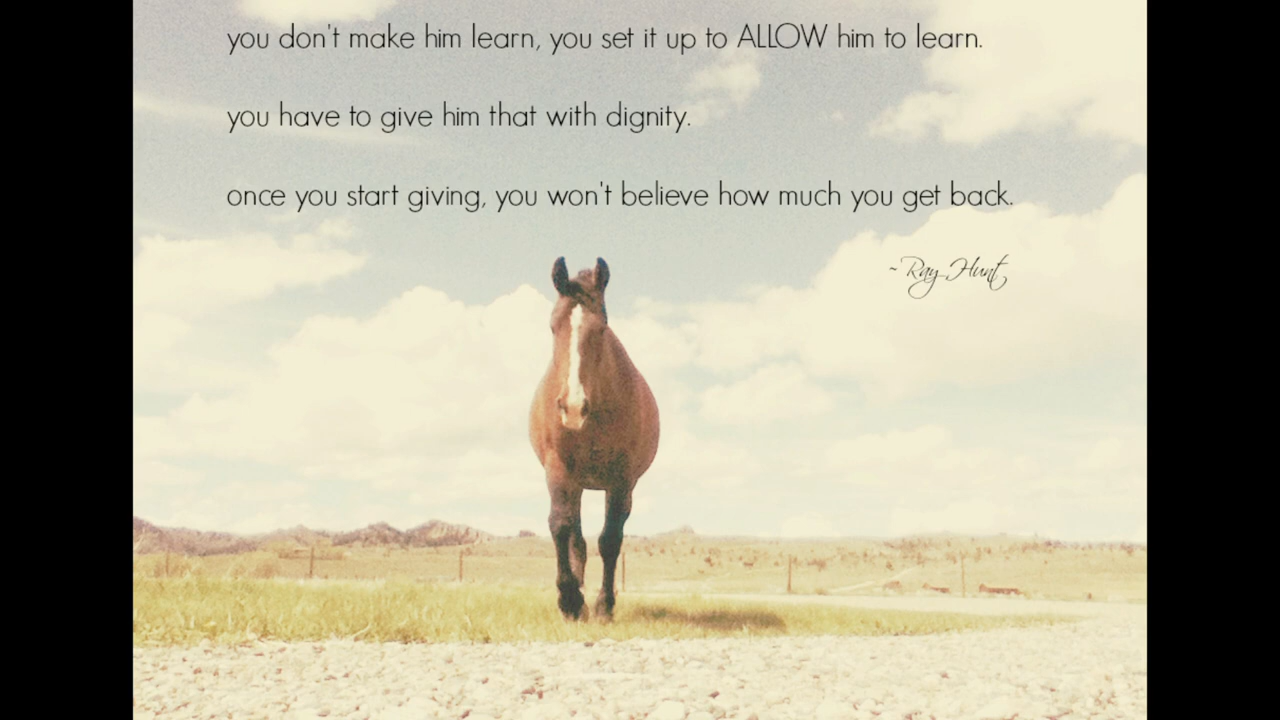 you don't make him learn, you set it up to ALLOW him to learn.
you have to give him that with dignity.
once you start giving, you won't believe how much you get back.
~Ray Hunt